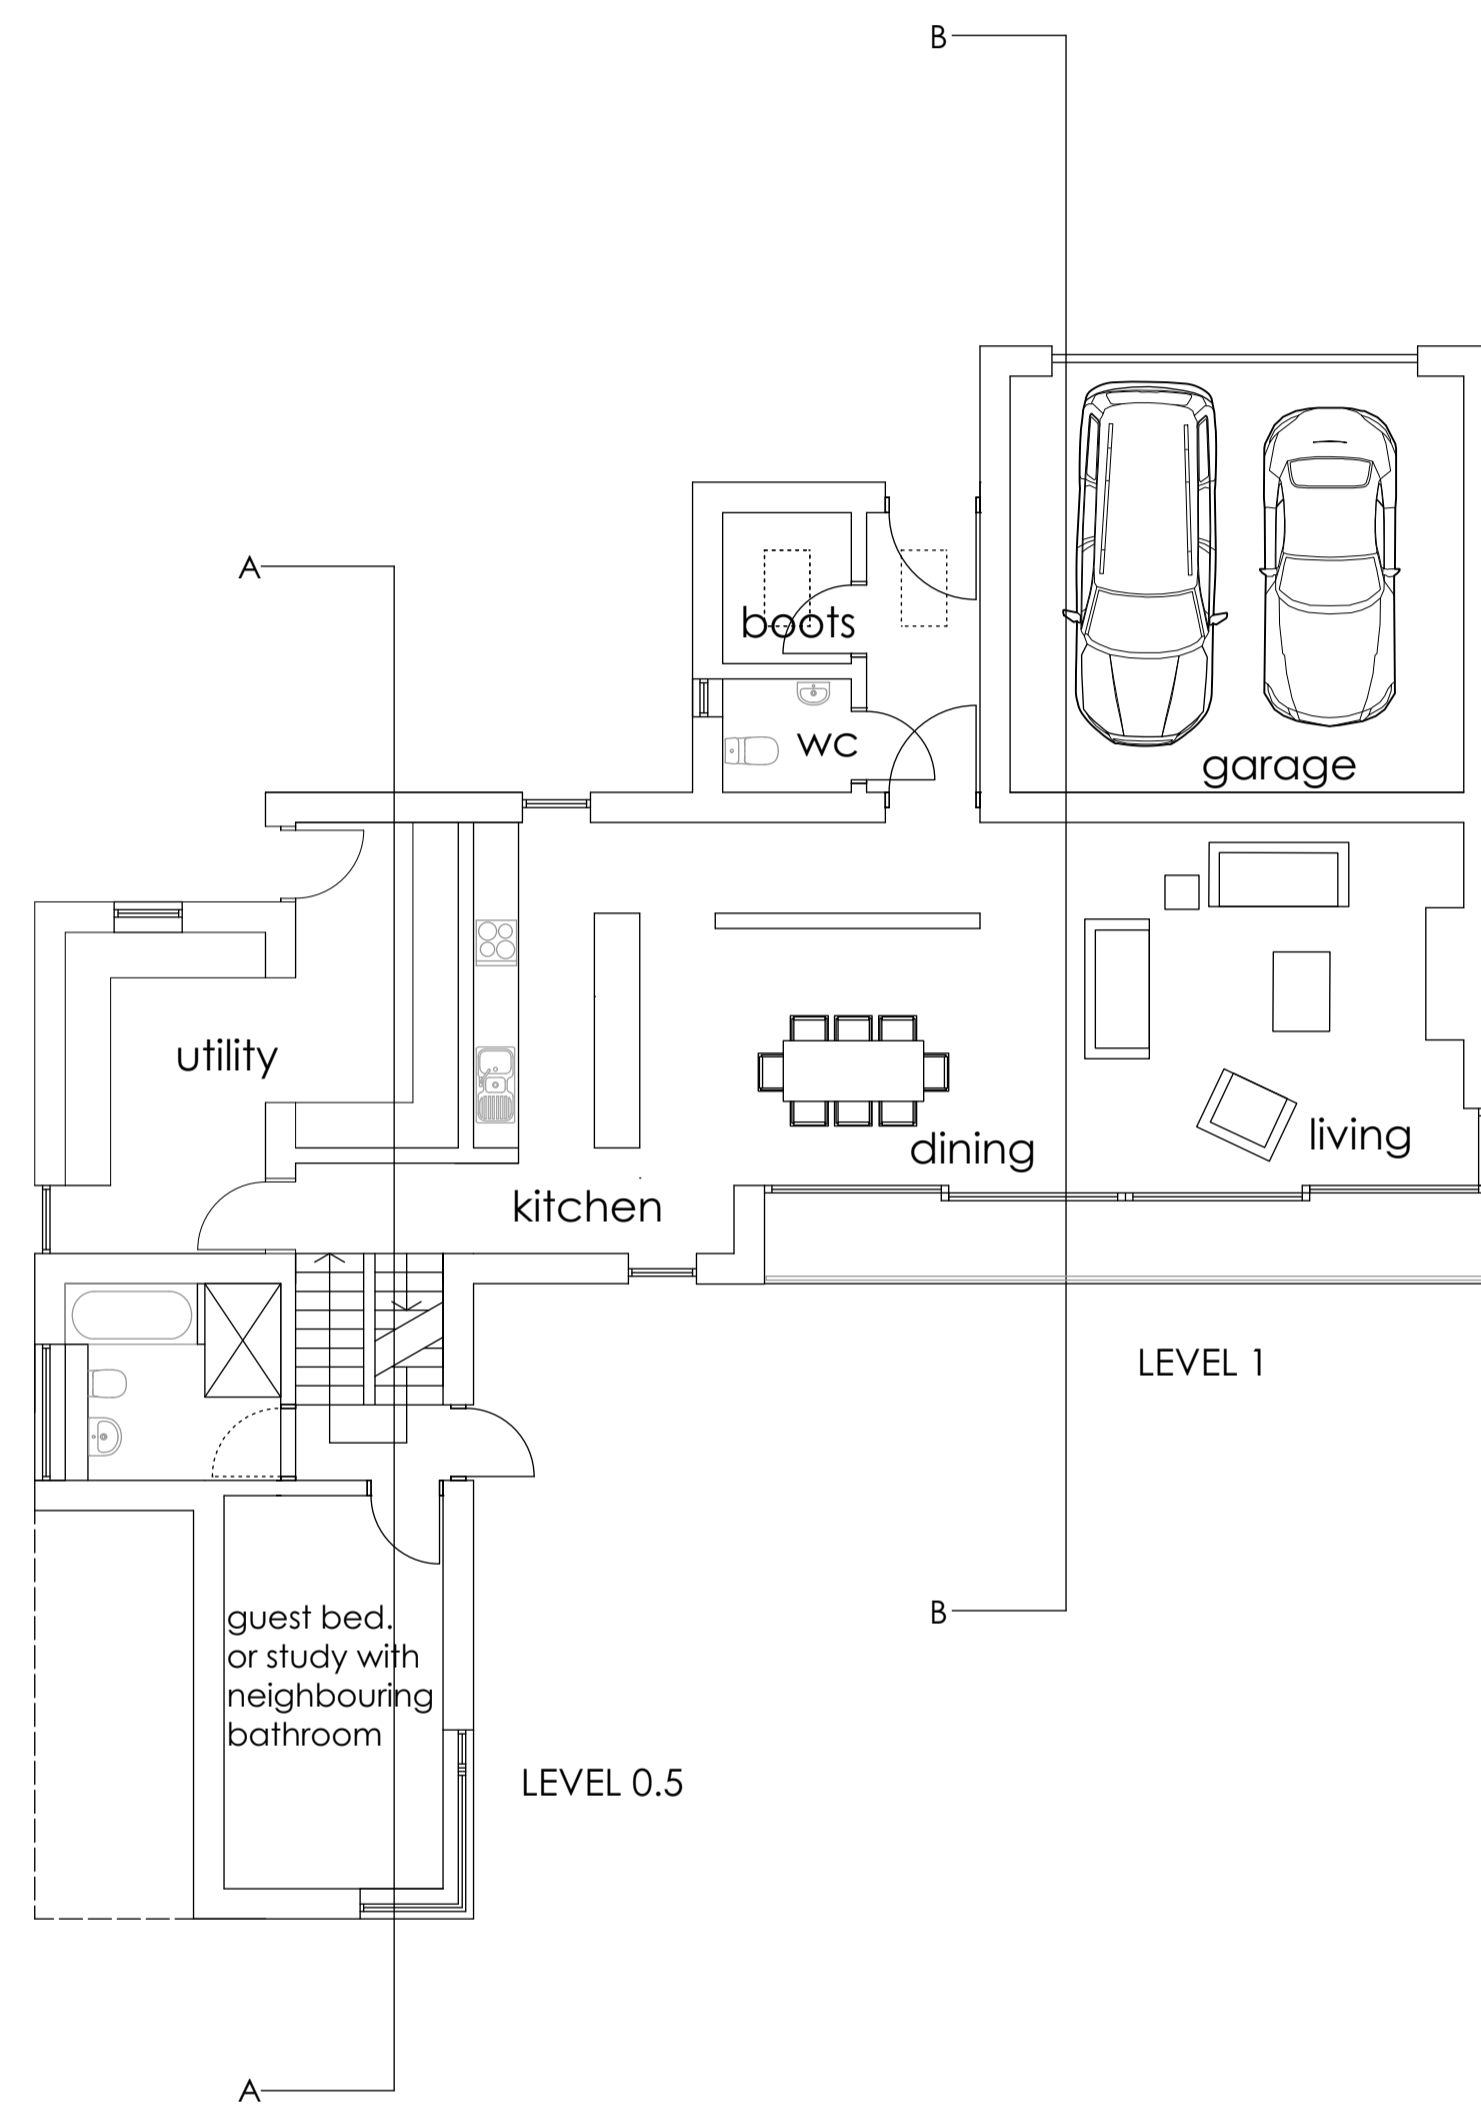 B
A
boots
wc
garage
utility
dining
living
kitchen
LEVEL 1
guest bed.
or study with
neighbouring
bathroom
B
LEVEL 0.5
A